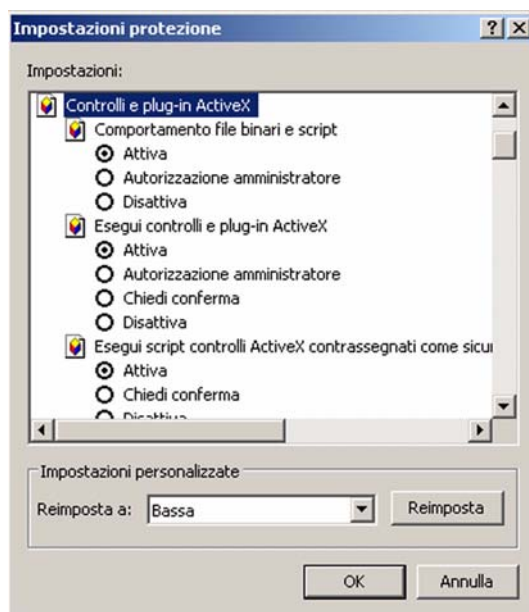 Impostazioni protezione
Impostazioni:
Controlli e plug-in ActiveX
Comportamento file binari e script
Attiva
Autorizzazione amministratore
Disattiva
Esegui controlli e plug-in ActiveX
Attiva
Autorizzazione amministratore
Chiedi conferma
Disattiva
Esegui script controlli ActiveX contrassegnati come sicur
Attiva
Chiedi conferma
Disattiva
Impostazioni personalizzate
Reimposta a: Bassa Reimposta
OK Annulla